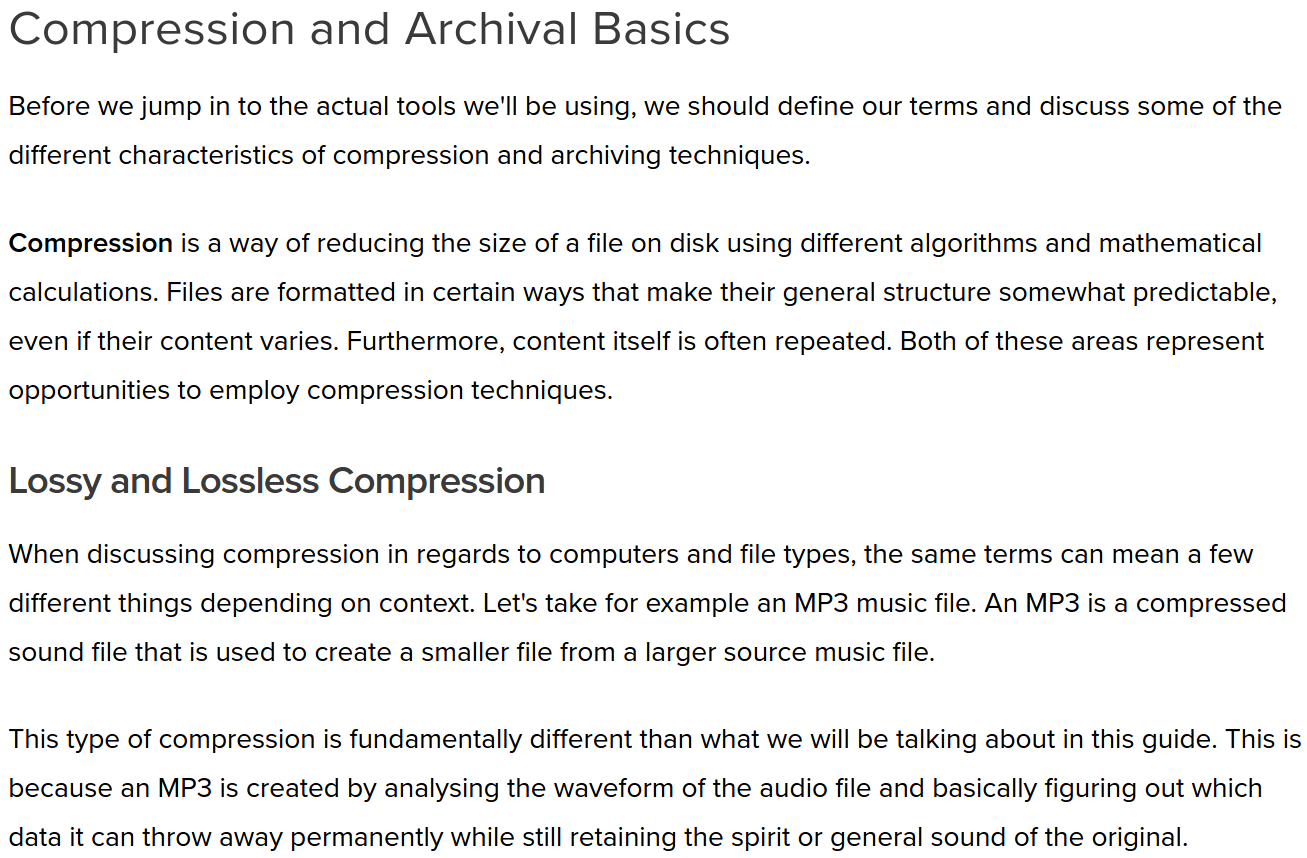 Compression and Archival Basics
Before we jump in to the actual tools we'll be using, we should define our terms and discuss some of the
different characteristics of compression and archiving techniques.
Compression is a way of reducing the size of a file on disk using different algorithms and mathematical
calculations. Files are formatted in certain ways that make their general structure somewhat predictable,
even if their content varies. Furthermore, content itself is often repeated. Both of these areas represent
opportunities to employ compression techniques.
Lossy and Lossless Compression
When discussing compression in regards to computers and file types, the same terms can mean a few
different things depending on context. Let's take for example an MP3 music file. An MP3 is a compressed
sound file that is used to create a smaller file from a larger source music file.
This type of compression is fundamentally different than what we will be talking about in this guide. This is
because an MP3 is created by analysing the waveform of the audio file and basically figuring out which
data it can throw away permanently while still retaining the spirit or general sound of the original.